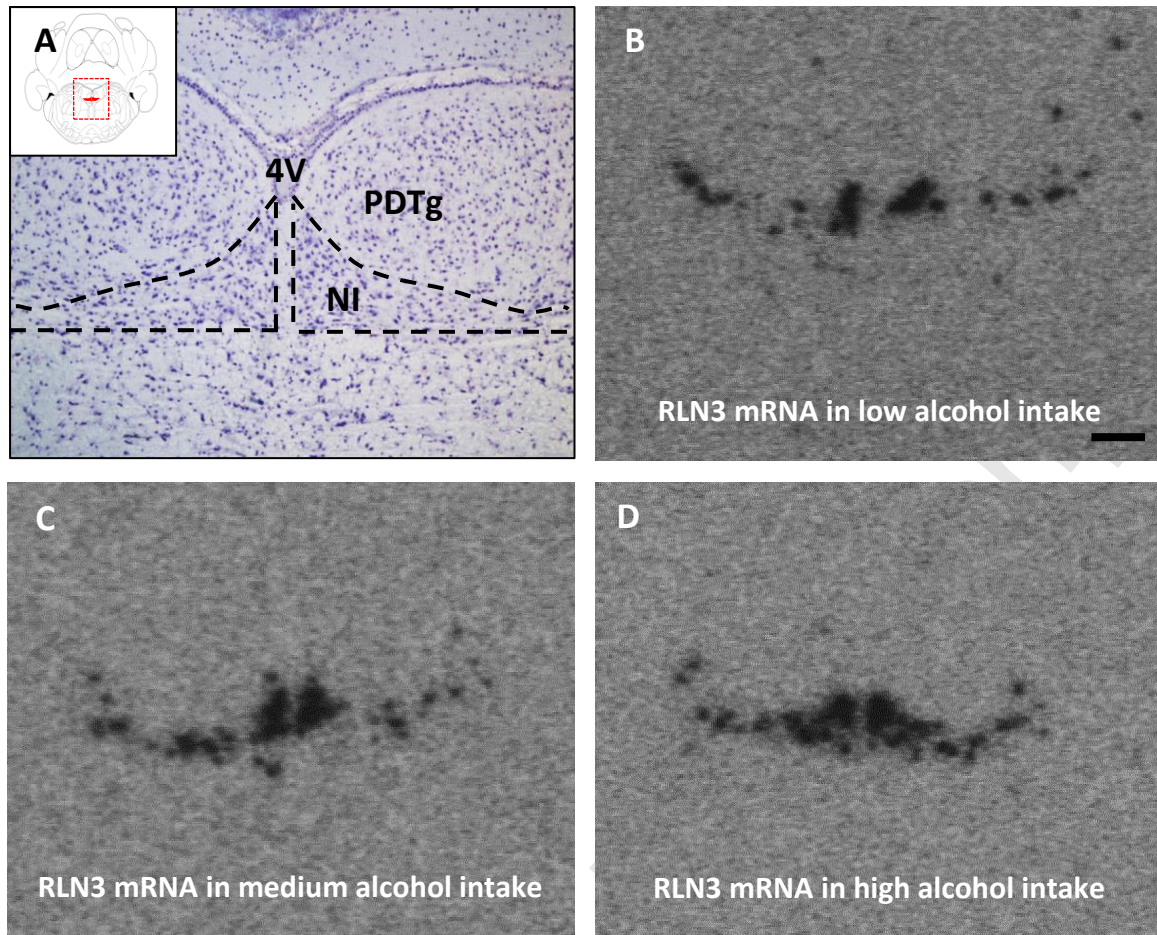 A
4V
PDTg
NI
B
RLN3 mRNA in low alcohol intake
C
RLN3 mRNA in medium alcohol intake
D
RLN3 mRNA in high alcohol intake